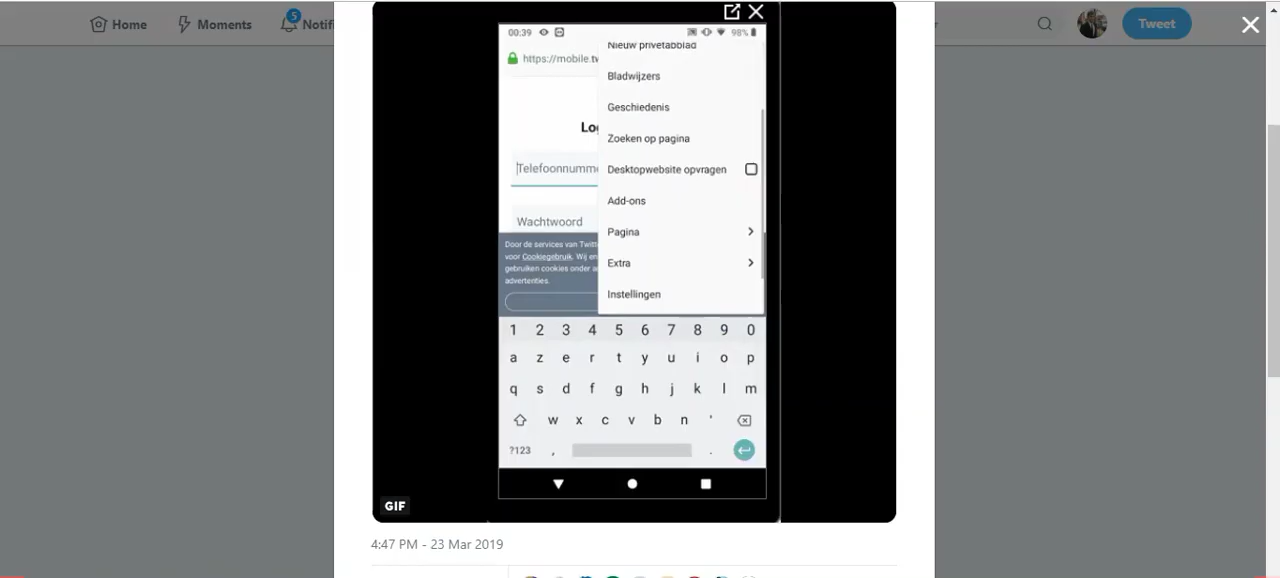 Home
Moments
5
Notifi
Tweet
00:39
98%
https://mobile.tw
Nieuw privétabblad
Bladwijzers
Geschiedenis
Log
Zoeken op pagina
Telefoonnumme
Desktopwebsite opvragen
Add-ons
Wachtwoord
Pagina
Door de services van Twitt
voor Cookiegebruik. Wij en
gebruiken cookies onder a
advertenties.
Extra
Instellingen
1 2 3 4 5 6 7 8 9 0
a z e r t y u i o p
q s d f g h j k l m
w x c v b n '
?123 , .
GIF
4:47 PM - 23 Mar 2019